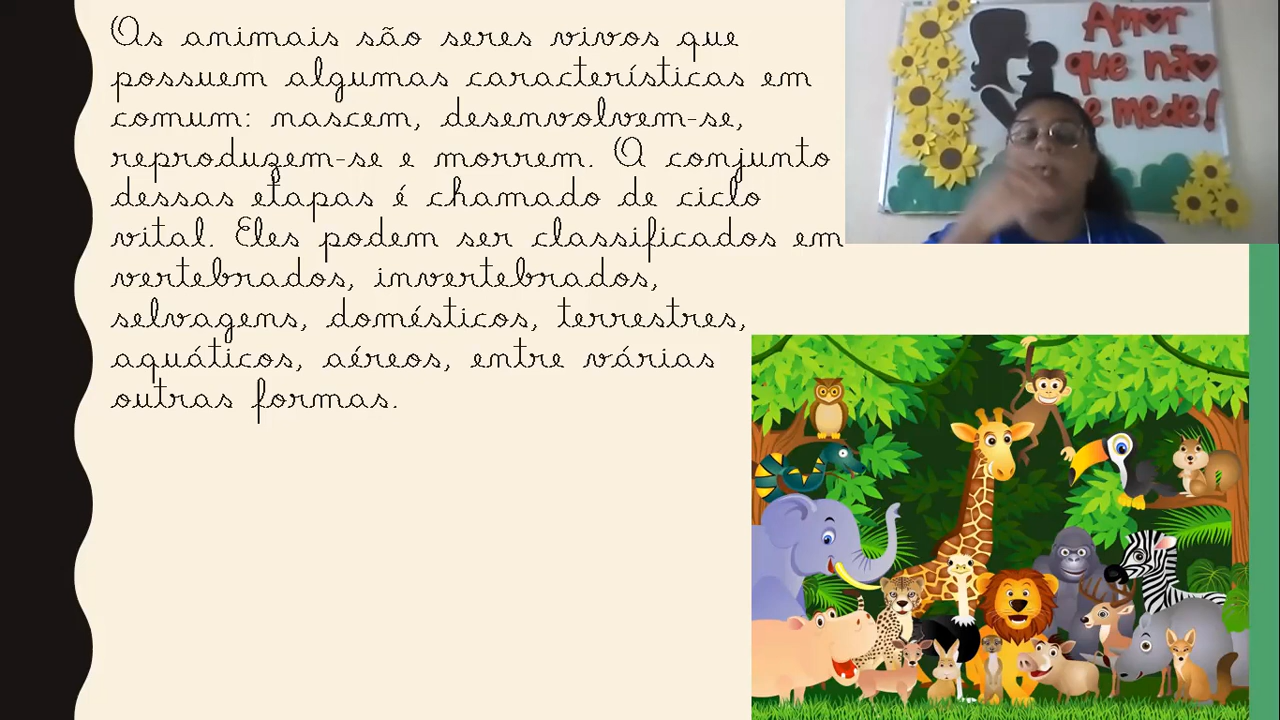 Os animais são seres vivos que
possuem algumas características em
comum: nascem, desenvolvem-se,
reproduzem-se e morrem. O conjunto
dessas etapas é chamado de ciclo
vital. Eles podem ser classificados em
vertebrados, invertebrados,
selvagens, domésticos, terrestres,
aquáticos, aéreos, entre várias
outras formas.
Amor
que não
e mede!